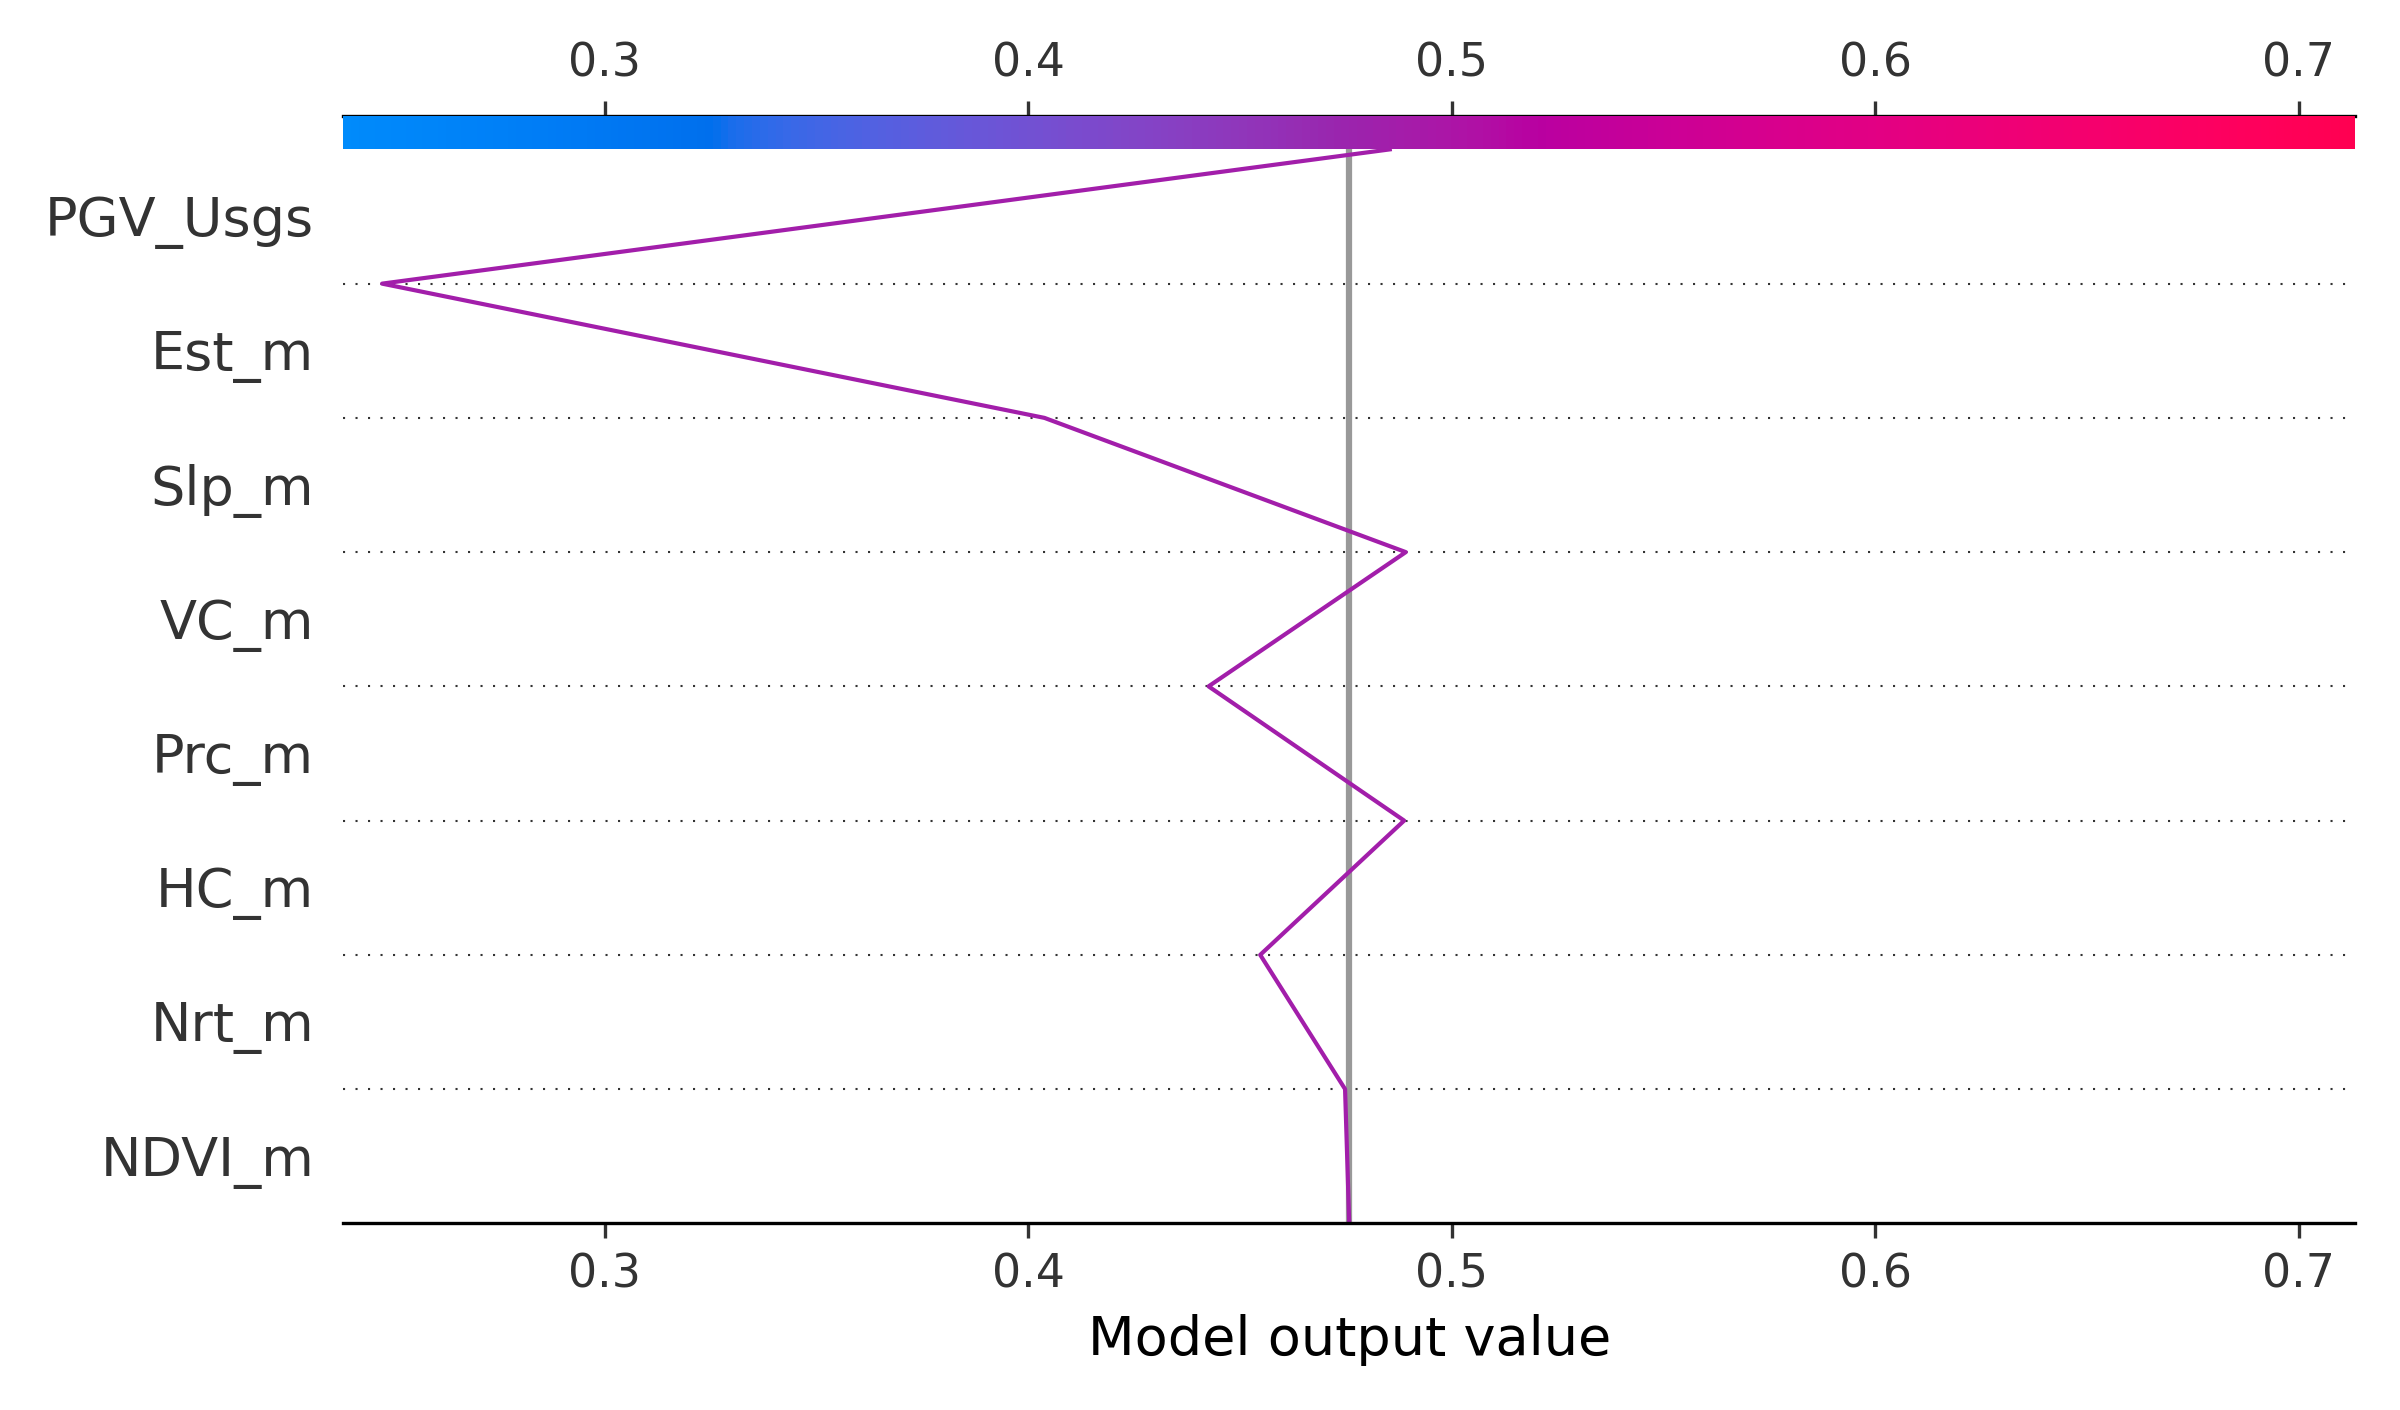 0.3 0.4 0.5 0.6 0.7
PGV_Usgs
Est_m
Slp_m
VC_m
Prc_m
HC_m
Nrt_m
NDVI_m
0.3 0.4 0.5 0.6 0.7
Model output value